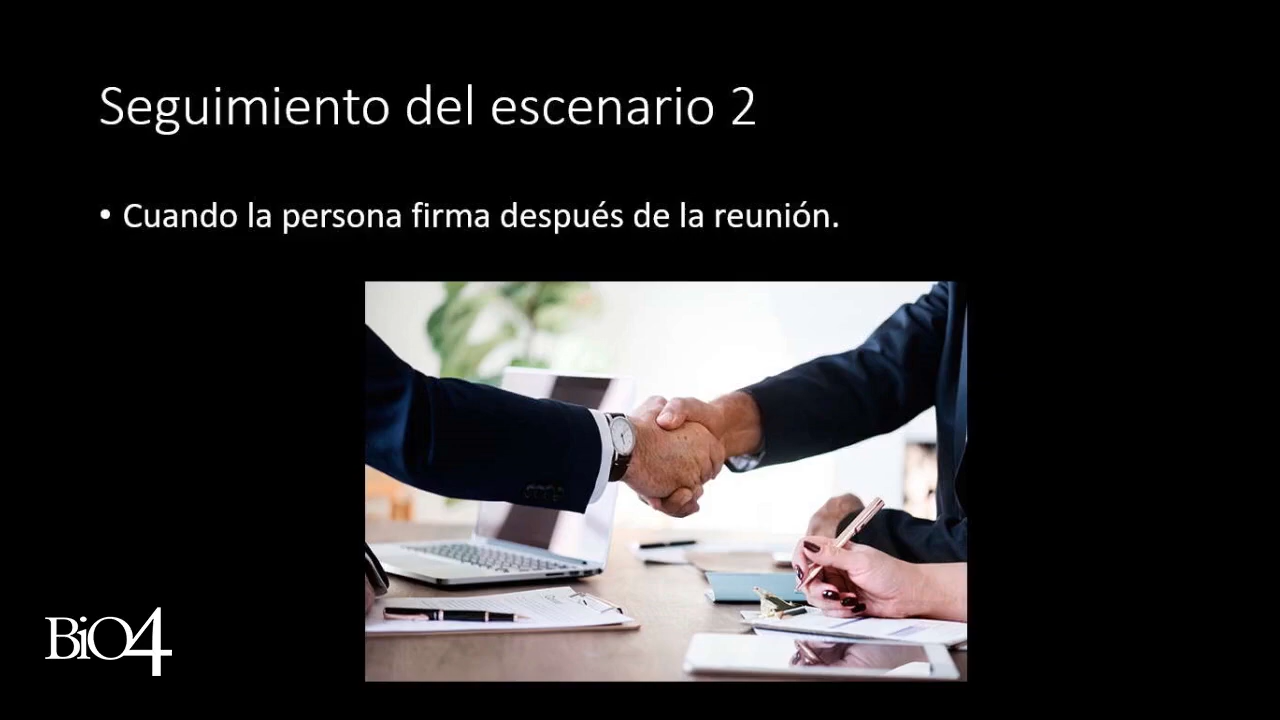 Seguimiento del escenario 2
• Cuando la persona firma después de la reunión.
BiO4